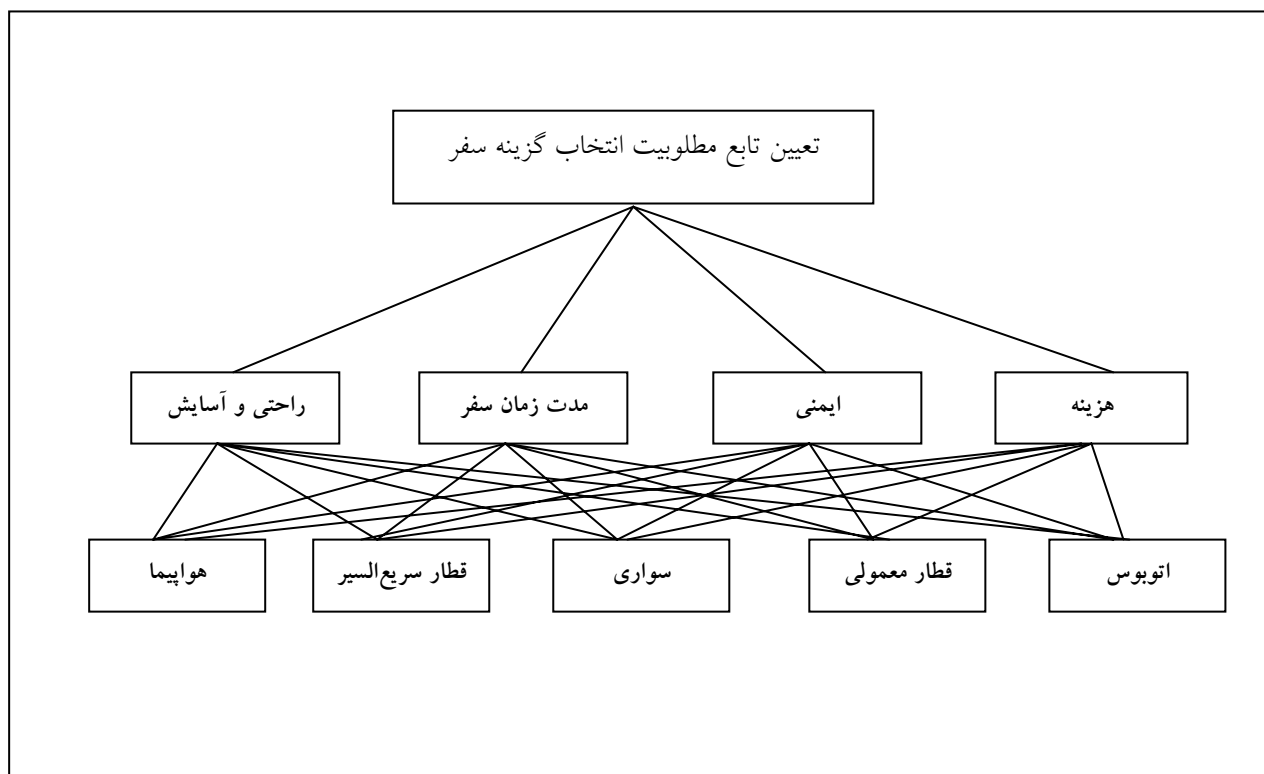 تعیین تابع مطلوبیت انتخاب گزینه سفر
هزینه
ایمنی
مدت زمان سفر
راحتی و آسایش
اتوبوس
قطار معمولی
سواری
قطار سریع‌السیر
هواپیما